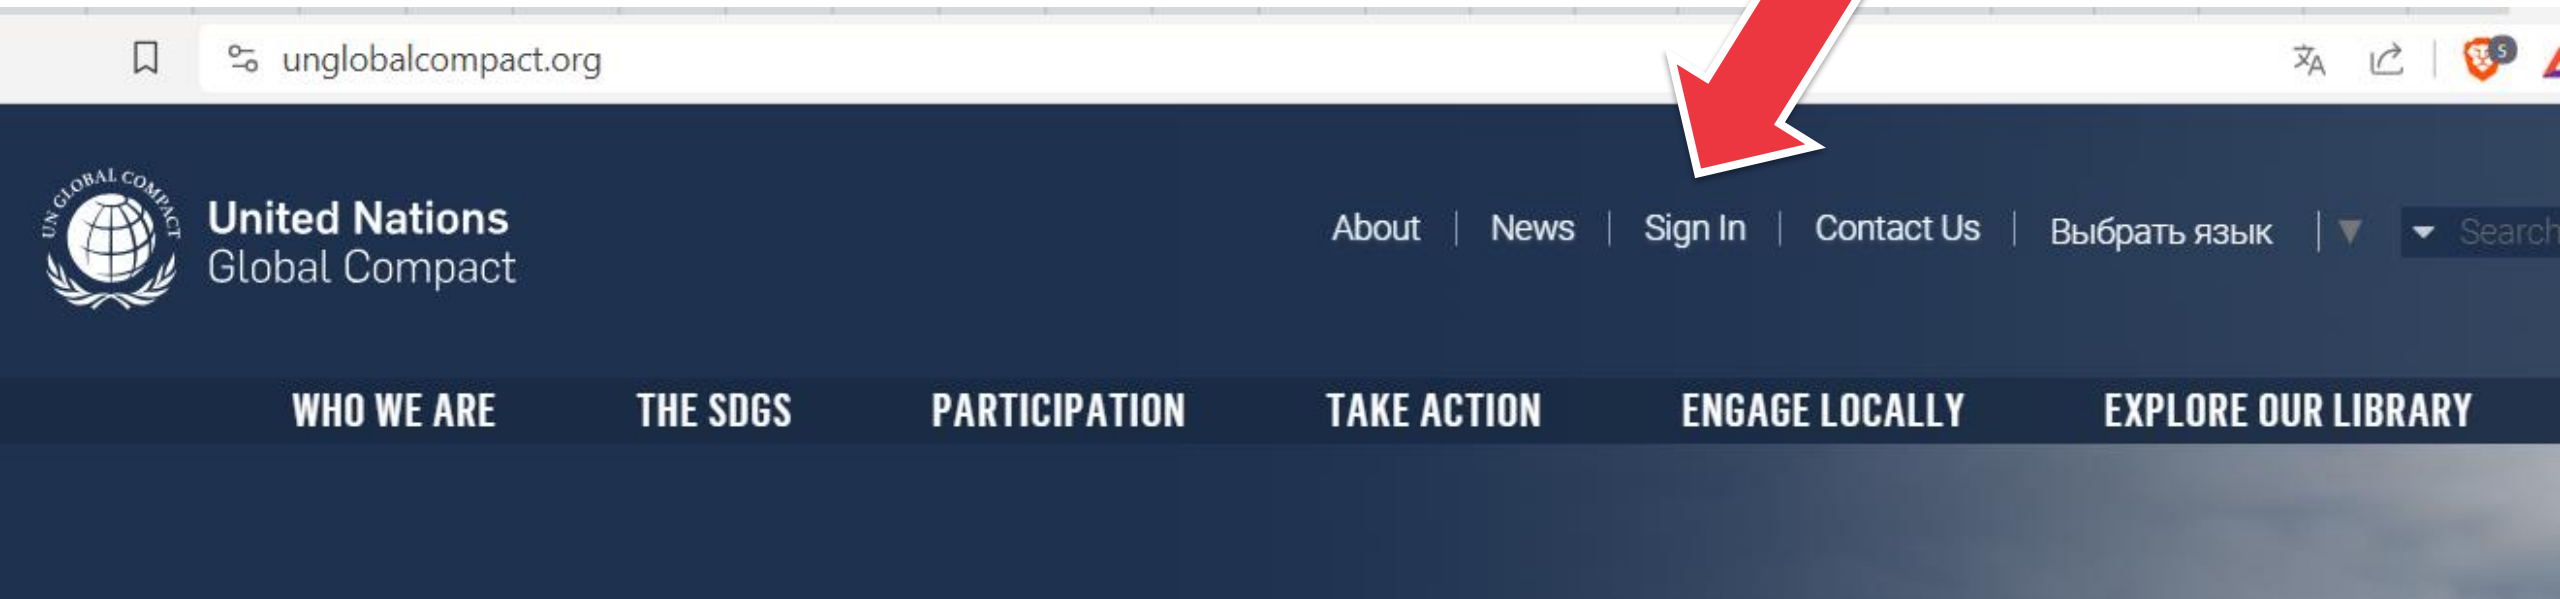 unglobalcompact.org
S
UN GLOBAL COMPACT
United Nations
Global Compact
About | News | Sign In | Contact Us | Выбрать язык | ▼ Search
WHO WE ARE THE SDGS PARTICIPATION TAKE ACTION ENGAGE LOCALLY EXPLORE OUR LIBRARY